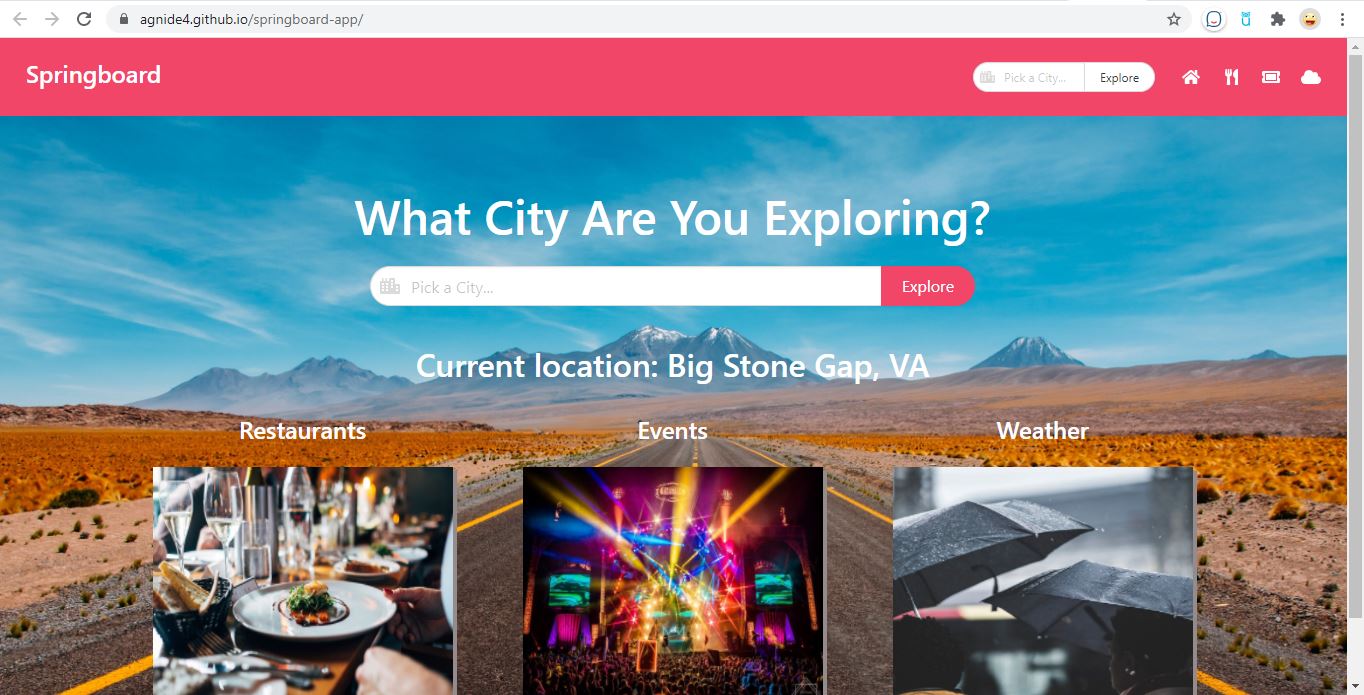 agnide4.github.io/springboard-app/
Springboard
Pick a City...
Explore
What City Are You Exploring?
Pick a City...
Explore
Current location: Big Stone Gap, VA
Restaurants
Events
Weather